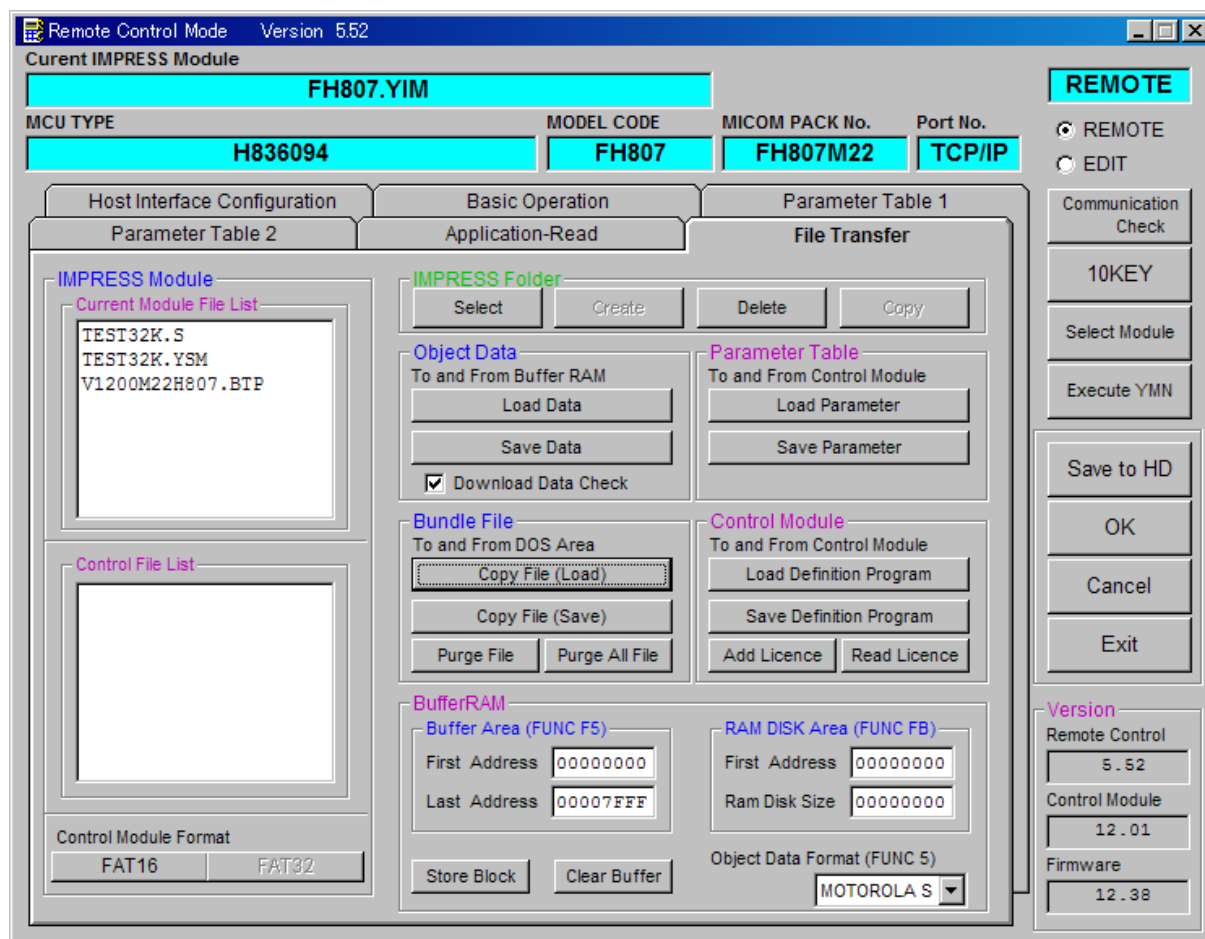 Remote Control Mode Version 5.52
Curent IMPRESS Module
FH807.YIM
REMOTE
MCU TYPE MODEL CODE MICOM PACK No. Port No.
H836094 FH807 FH807M22 TCP/IP
REMOTE
EDIT
Host Interface Configuration Basic Operation Parameter Table 1
Parameter Table 2 Application-Read File Transfer
IMPRESS Module
Current Module File List
TEST32K.S
TEST32K.YSM
V1200M22H807.BTP
Control File List
Control Module Format
FAT16 FAT32
IMPRESS Folder
Select Create Delete Copy
Object Data
To and From Buffer RAM
Load Data
Save Data
Download Data Check
Parameter Table
To and From Control Module
Load Parameter
Save Parameter
Bundle File
To and From DOS Area
Copy File (Load)
Copy File (Save)
Purge File Purge All File
Control Module
To and From Control Module
Load Definition Program
Save Definition Program
Add Licence Read Licence
BufferRAM
Buffer Area (FUNC F5)
First Address 00000000
Last Address 00007FFF
RAM DISK Area (FUNC FB)
First Address 00000000
Ram Disk Size 00000000
Store Block Clear Buffer
Object Data Format (FUNC 5)
MOTOROLA S
Communication
Check
10KEY
Select Module
Execute YMN
Save to HD
OK
Cancel
Exit
Version
Remote Control
5.52
Control Module
12.01
Firmware
12.38